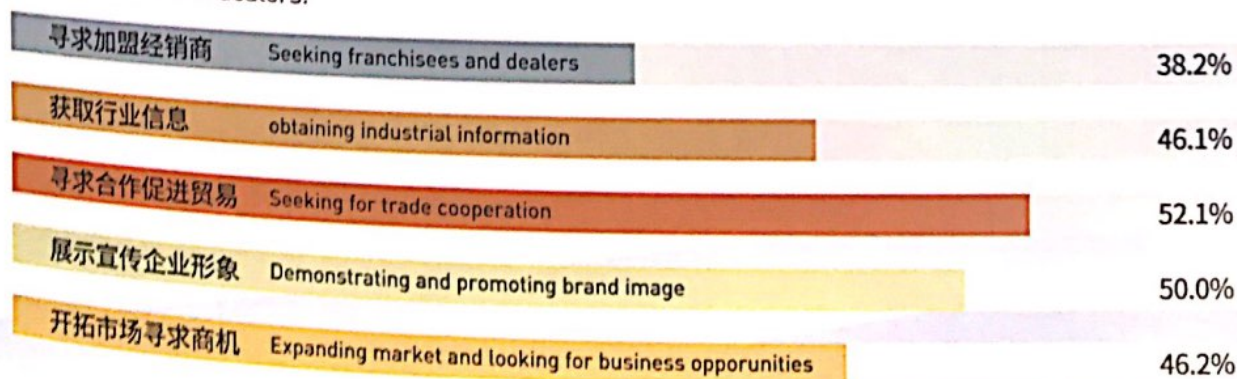 寻求加盟经销商 Seeking franchisees and dealers 38.2%
获取行业信息 obtaining industrial information 46.1%
寻求合作促进贸易 Seeking for trade cooperation 52.1%
展示宣传企业形象 Demonstrating and promoting brand image 50.0%
开拓市场寻求商机 Expanding market and looking for business opporunities 46.2%